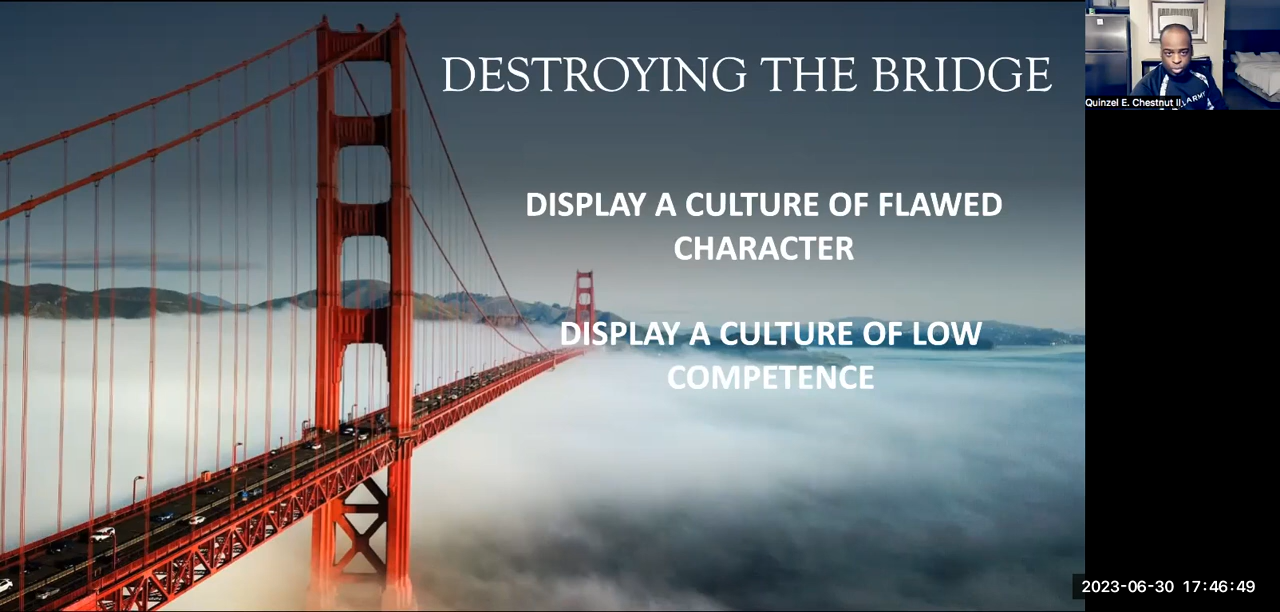 DESTROYING THE BRIDGE
DISPLAY A CULTURE OF FLAWED
CHARACTER
DISPLAY A CULTURE OF LOW
COMPETENCE
Quinzel E. Chestnut II
ARMY
2023-06-30 17:46:49